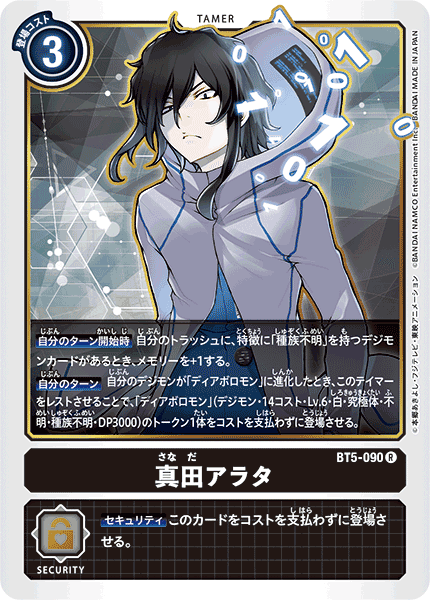 TAMER
登場コスト
3
自分のターン開始時 自分のトラッシュに、特徴に「種族不明」を持つデジモ
ンカードがあるとき、メモリーを+1する。
自分のターン 自分のデジモンが「ディアボロモン」に進化したとき、このテイマー
をレストさせることで、「ディアボロモン」(デジモン・14コスト・Lv.6・白・究極体・不
明・種族不明・DP3000)のトークン1体をコストを支払わずに登場させる。
BT5-090 R
さなだ
真田アラタ
セキュリティ このカードをコストを支払わずに登場さ
せる。
SECURITY
©本郷あきよし・フジテレビ・東映アニメーション ©BANDAI NAMCO Entertainment Inc. ©BANDAI MADE IN JAPAN